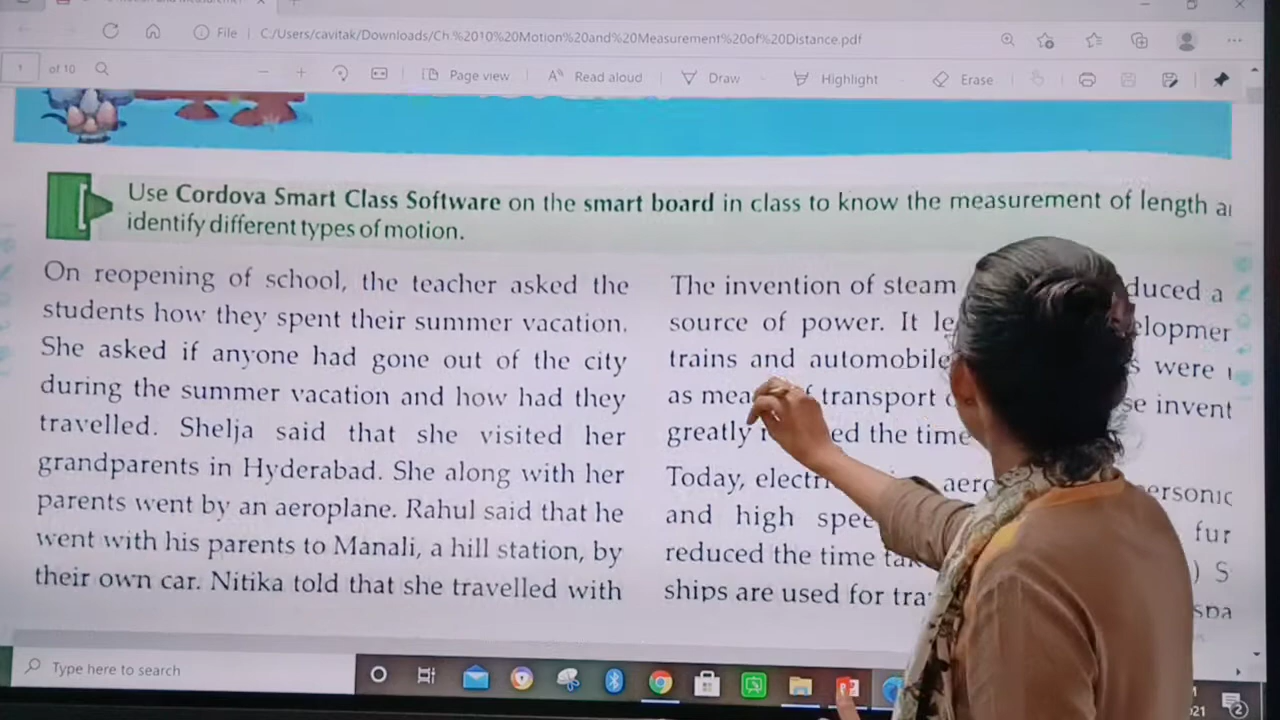 File
C:/Users/cavitak/Downloads/Ch.%2010%20Motion%20and%20Measurement%20of%20Distance.pdf
1 of 10
Page view
Read aloud
Draw
Highlight
Erase
Use Cordova Smart Class Software on the smart board in class to know the measurement of length
identify different types of motion.
On reopening of school, the teacher asked the
students how they spent their summer vacation.
She asked if anyone had gone out of the city
during the summer vacation and how had they
travelled. Shelja said that she visited her
grandparents in Hyderabad. She along with her
parents went by an aeroplane. Rahul said that he
went with his parents to Manali, a hill station, by
their own car. Nitika told that she travelled with
The invention of steam a
source of power. It
trains and were
as transport
greatly the time
Today,
and high
reduced the time
ships are used for
Type here to search
2